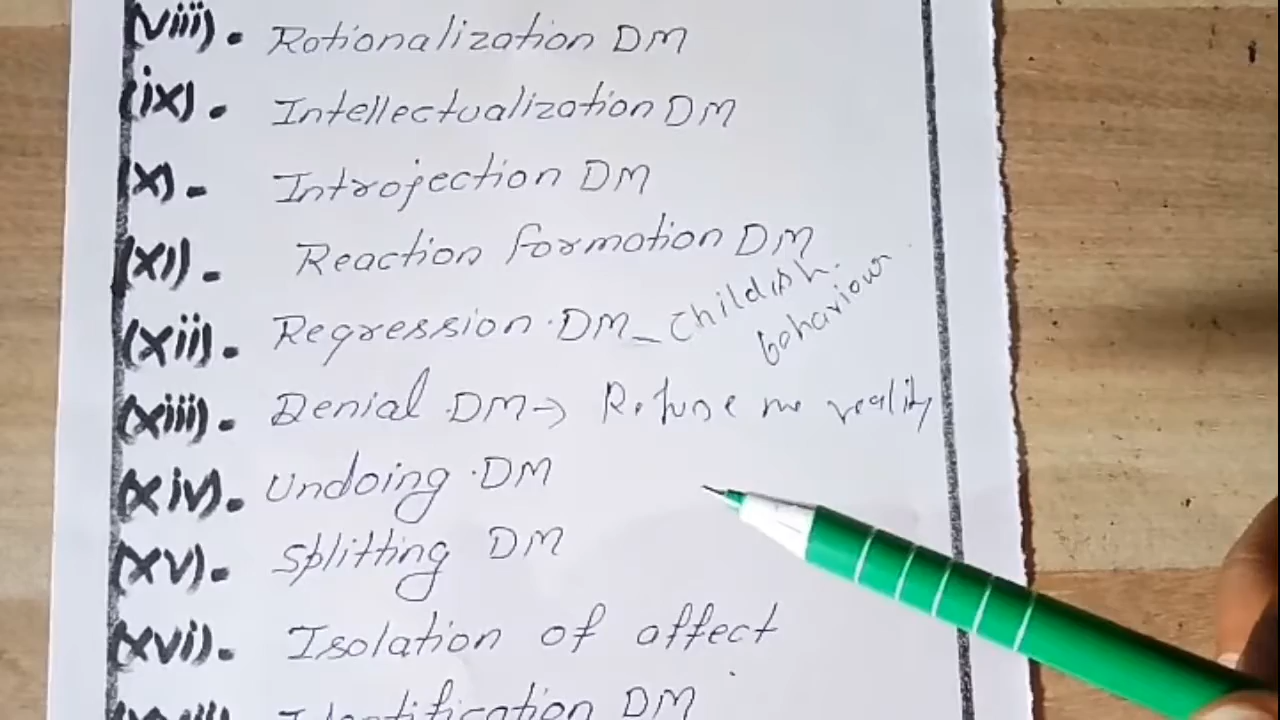 (viii). Rationalization DM
(ix). Intellectualization DM
(x). Introjection DM
(xi). Reaction formation DM
(xii). Regression DM - childish behaviour
(xiii). Denial DM → Refuse reality
(xiv). Undoing DM
(xv). Splitting DM
(xvi). Isolation of affect
Identification DM